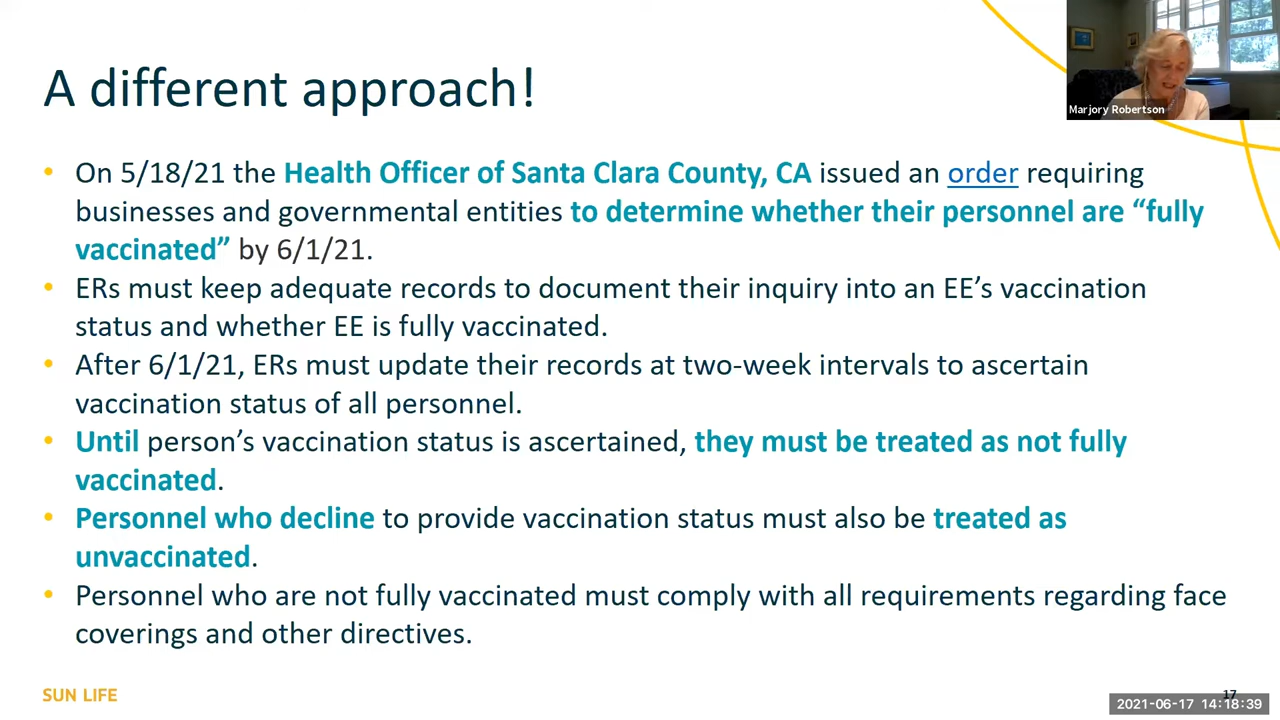 A different approach!
Marjory Robertson
• On 5/18/21 the Health Officer of Santa Clara County, CA issued an order requiring
businesses and governmental entities to determine whether their personnel are “fully
vaccinated” by 6/1/21.
• ERs must keep adequate records to document their inquiry into an EE’s vaccination
status and whether EE is fully vaccinated.
• After 6/1/21, ERs must update their records at two-week intervals to ascertain
vaccination status of all personnel.
• Until person’s vaccination status is ascertained, they must be treated as not fully
vaccinated.
• Personnel who decline to provide vaccination status must also be treated as
unvaccinated.
• Personnel who are not fully vaccinated must comply with all requirements regarding face
coverings and other directives.
SUN LIFE
17
2021-06-17 14:18:39